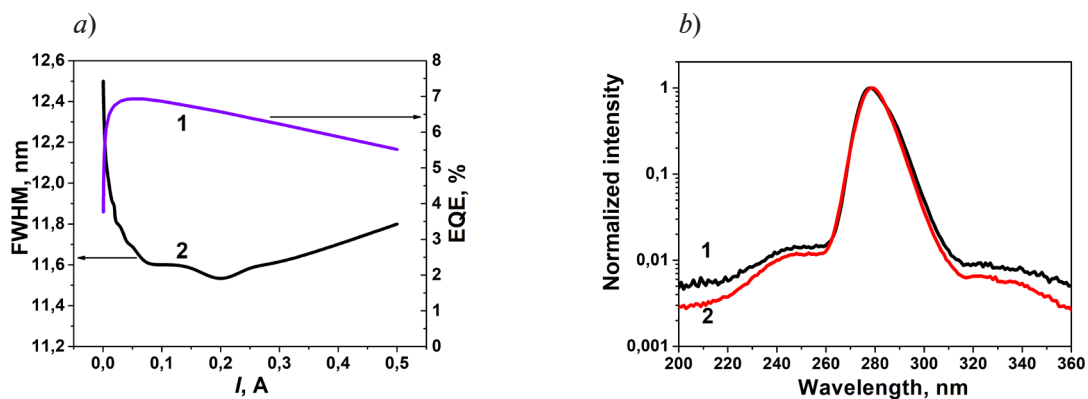 a)
12,6
12,4
12,2
12,0
11,8
11,6
11,4
11,2
FWHM, nm
0,0 0,1 0,2 0,3 0,4 0,5
I, A
8
7
6
5
4
3
2
1
0
EQE, %
1
2
b)
1
0,1
0,01
0,001
Normalized intensity
200 220 240 260 280 300 320 340 360
Wavelength, nm
1
2